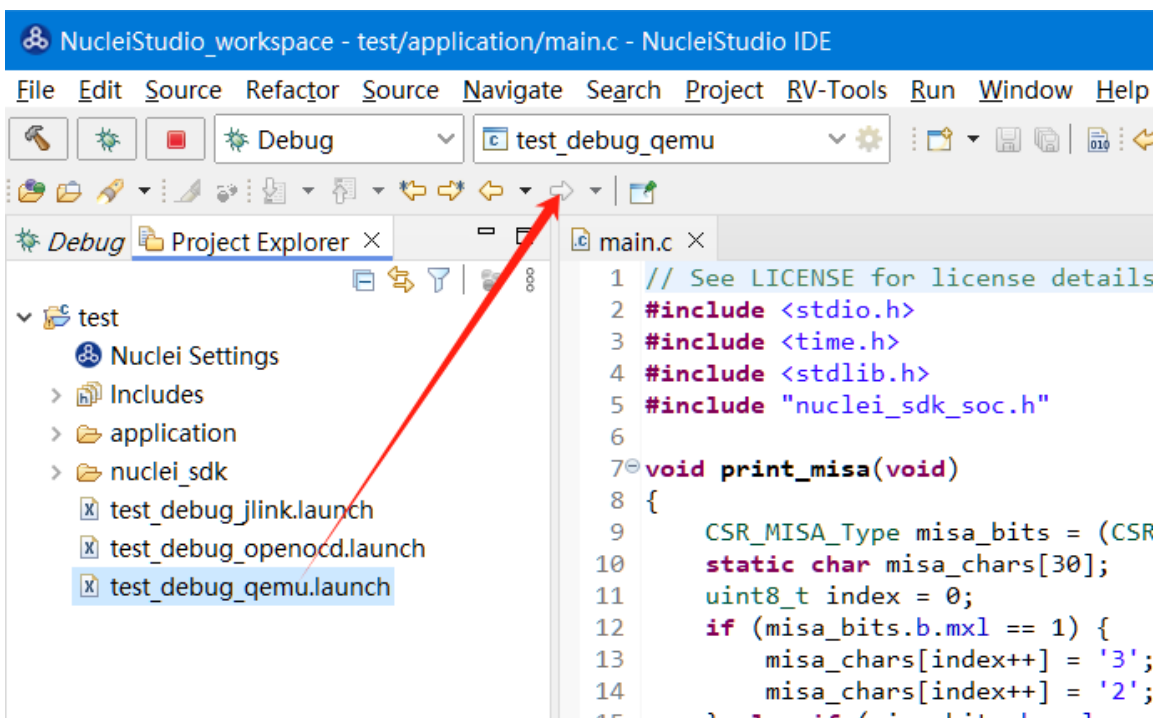 NucleiStudio_workspace - test/application/main.c - NucleiStudio IDE
File Edit Source Refactor Source Navigate Search Project RV-Tools Run Window Help
Debug test_debug_qemu
010
Debug Project Explorer main.c
test
Nuclei Settings
Includes
application
nuclei_sdk
test_debug_jlink.launch
test_debug_openocd.launch
test_debug_qemu.launch
1 // See LICENSE for license details
2 #include <stdio.h>
3 #include <time.h>
4 #include <stdlib.h>
5 #include "nuclei_sdk_soc.h"
6
7 void print_misa(void)
8 {
9 CSR_MISA_Type misa_bits = (CSR
10 static char misa_chars[30];
11 uint8_t index = 0;
12 if (misa_bits.b.mxl == 1) {
13 misa_chars[index++] = '3';
14 misa_chars[index++] = '2';